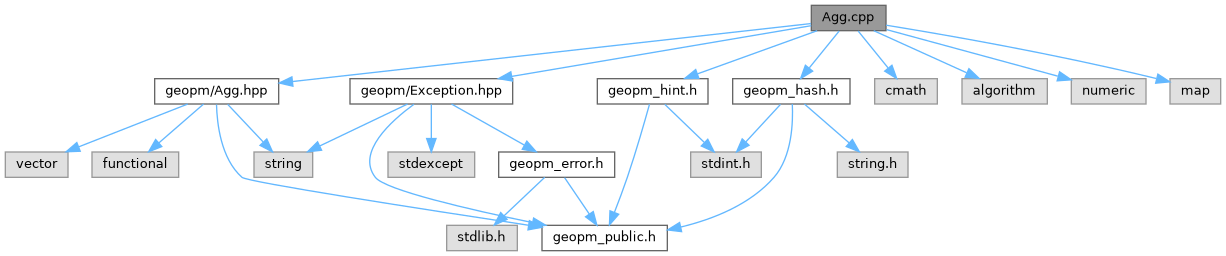 Agg.cpp
geopm/Agg.hpp
geopm/Exception.hpp
geopm_hint.h
geopm_hash.h
cmath
algorithm
numeric
map
vector
functional
string
stdexcept
geopm_error.h
stdint.h
string.h
stdlib.h
geopm_public.h